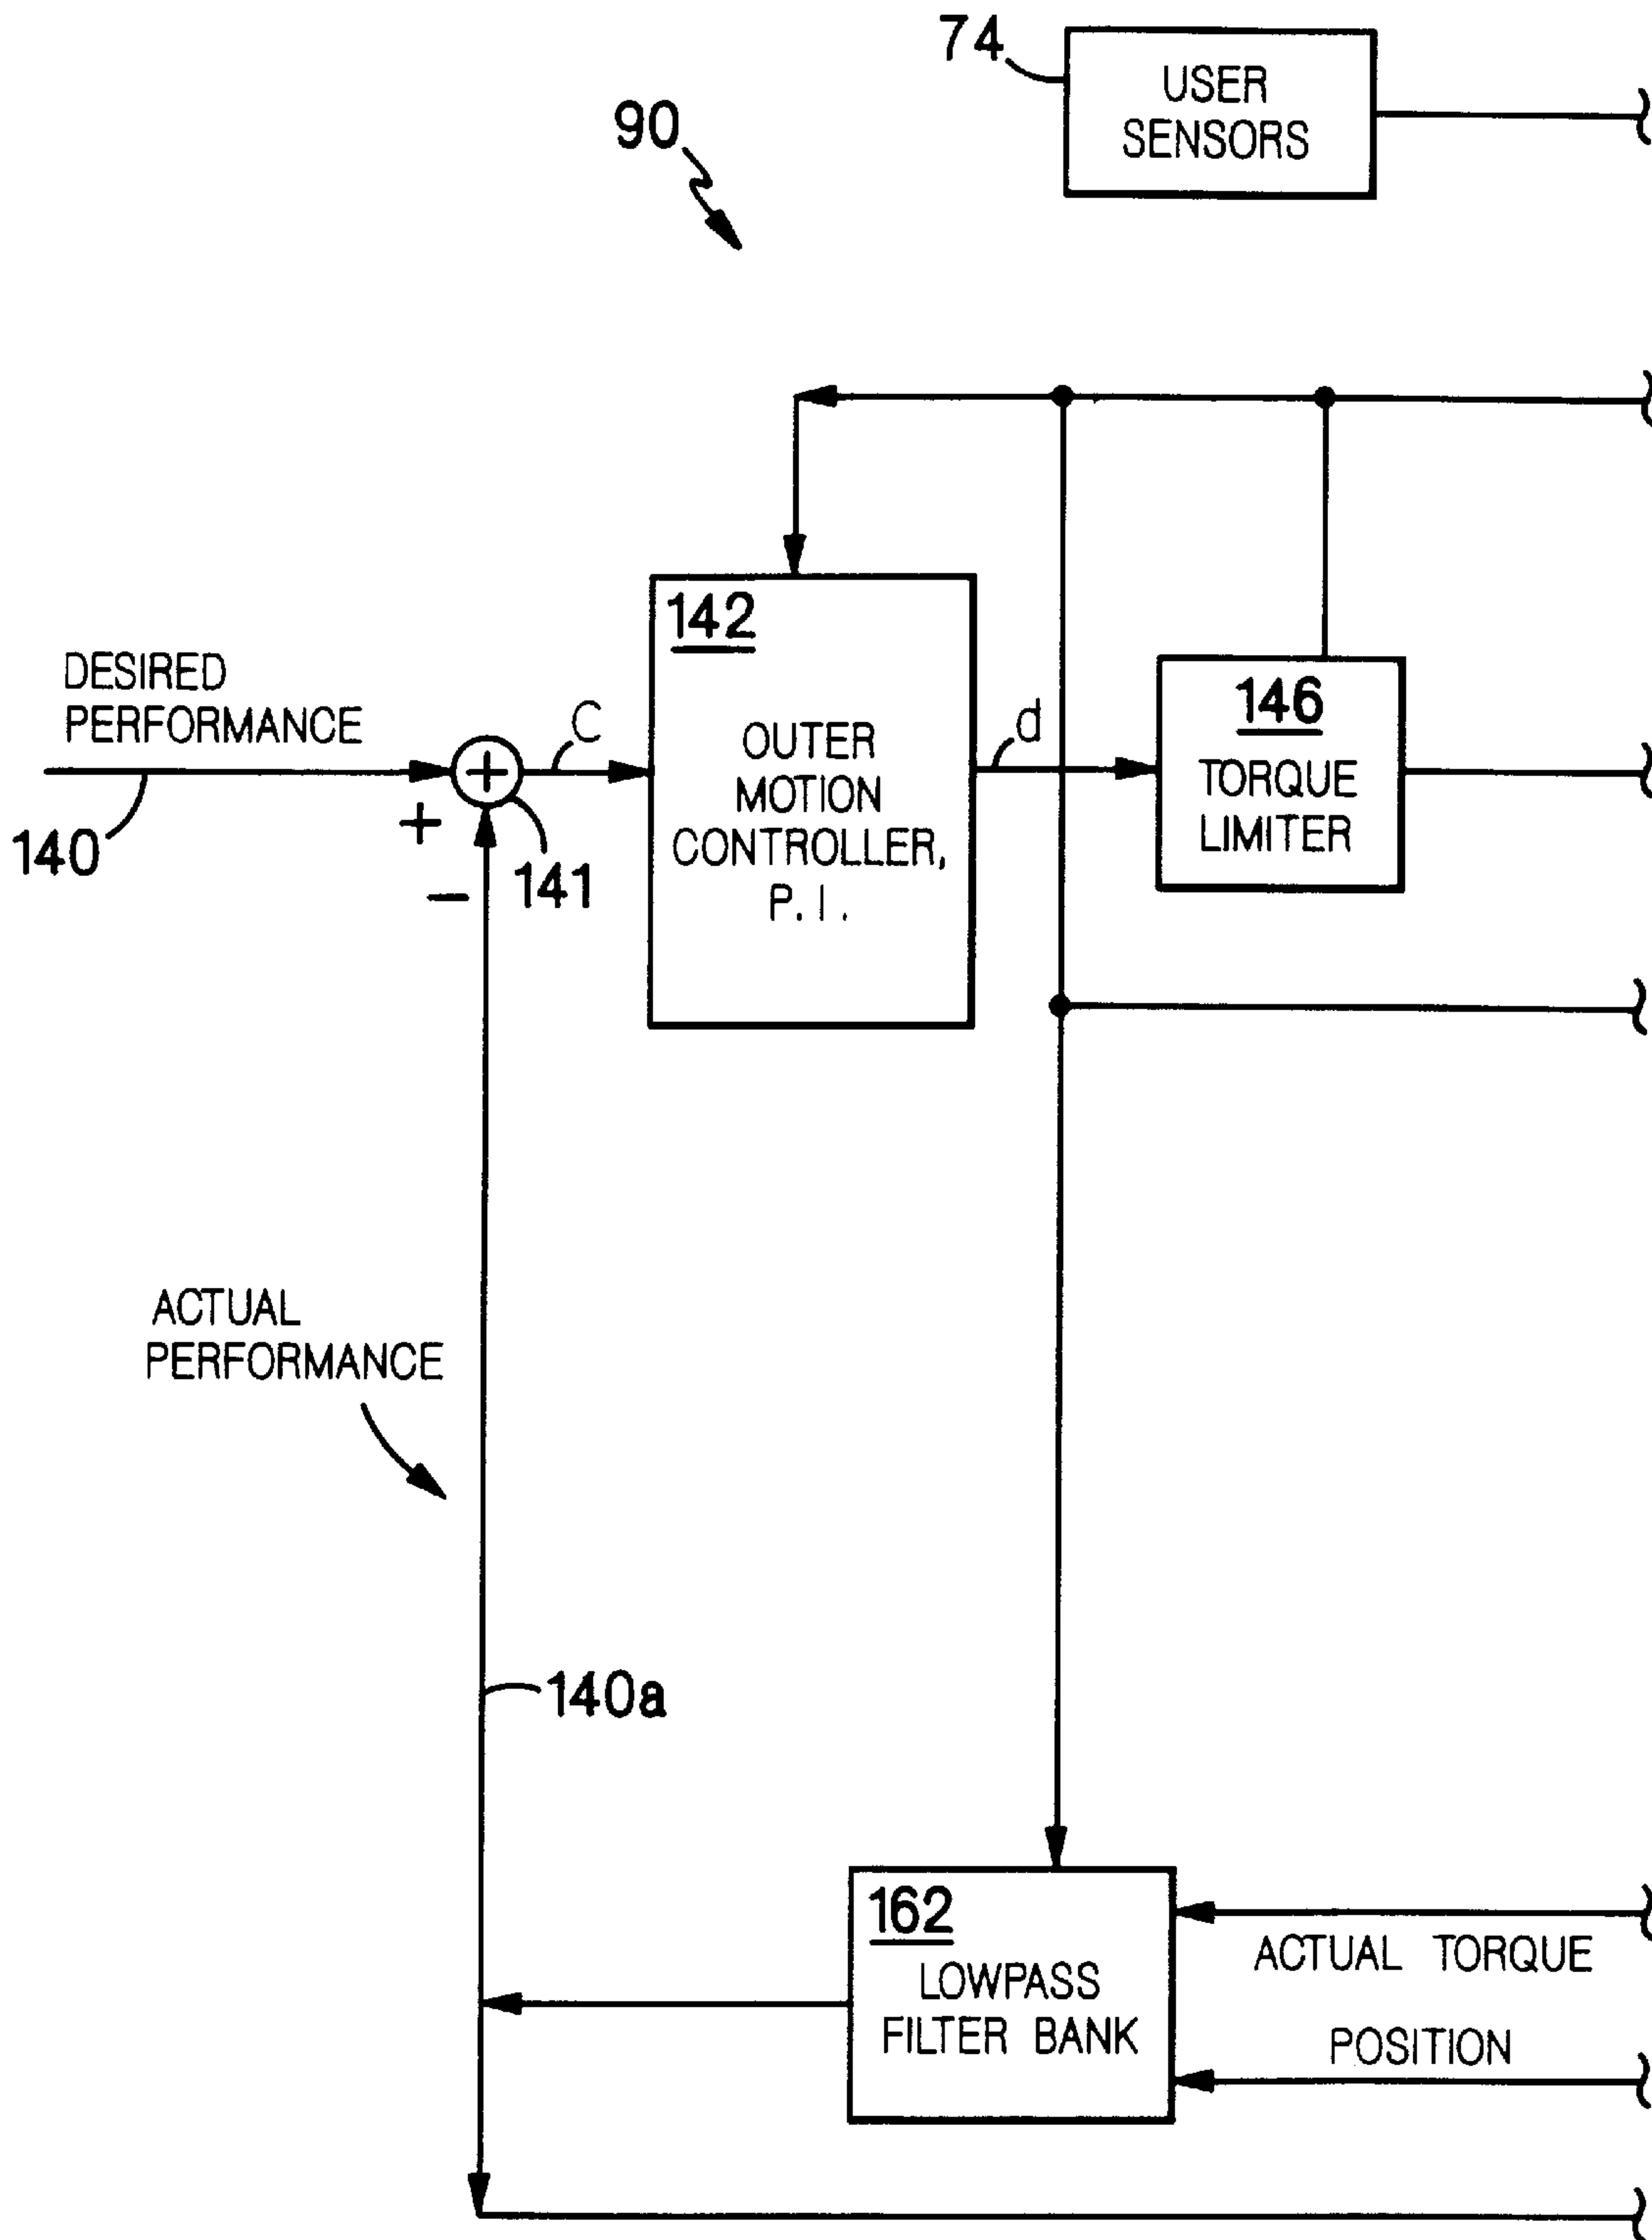 74
USER
SENSORS
90
142
DESIRED
PERFORMANCE
C
d
146
OUTER
MOTION
CONTROLLER,
P.I.
TORQUE
LIMITER
+
140
+
−
141
ACTUAL
PERFORMANCE
140a
162
LOWPASS
FILTER BANK
ACTUAL TORQUE
POSITION